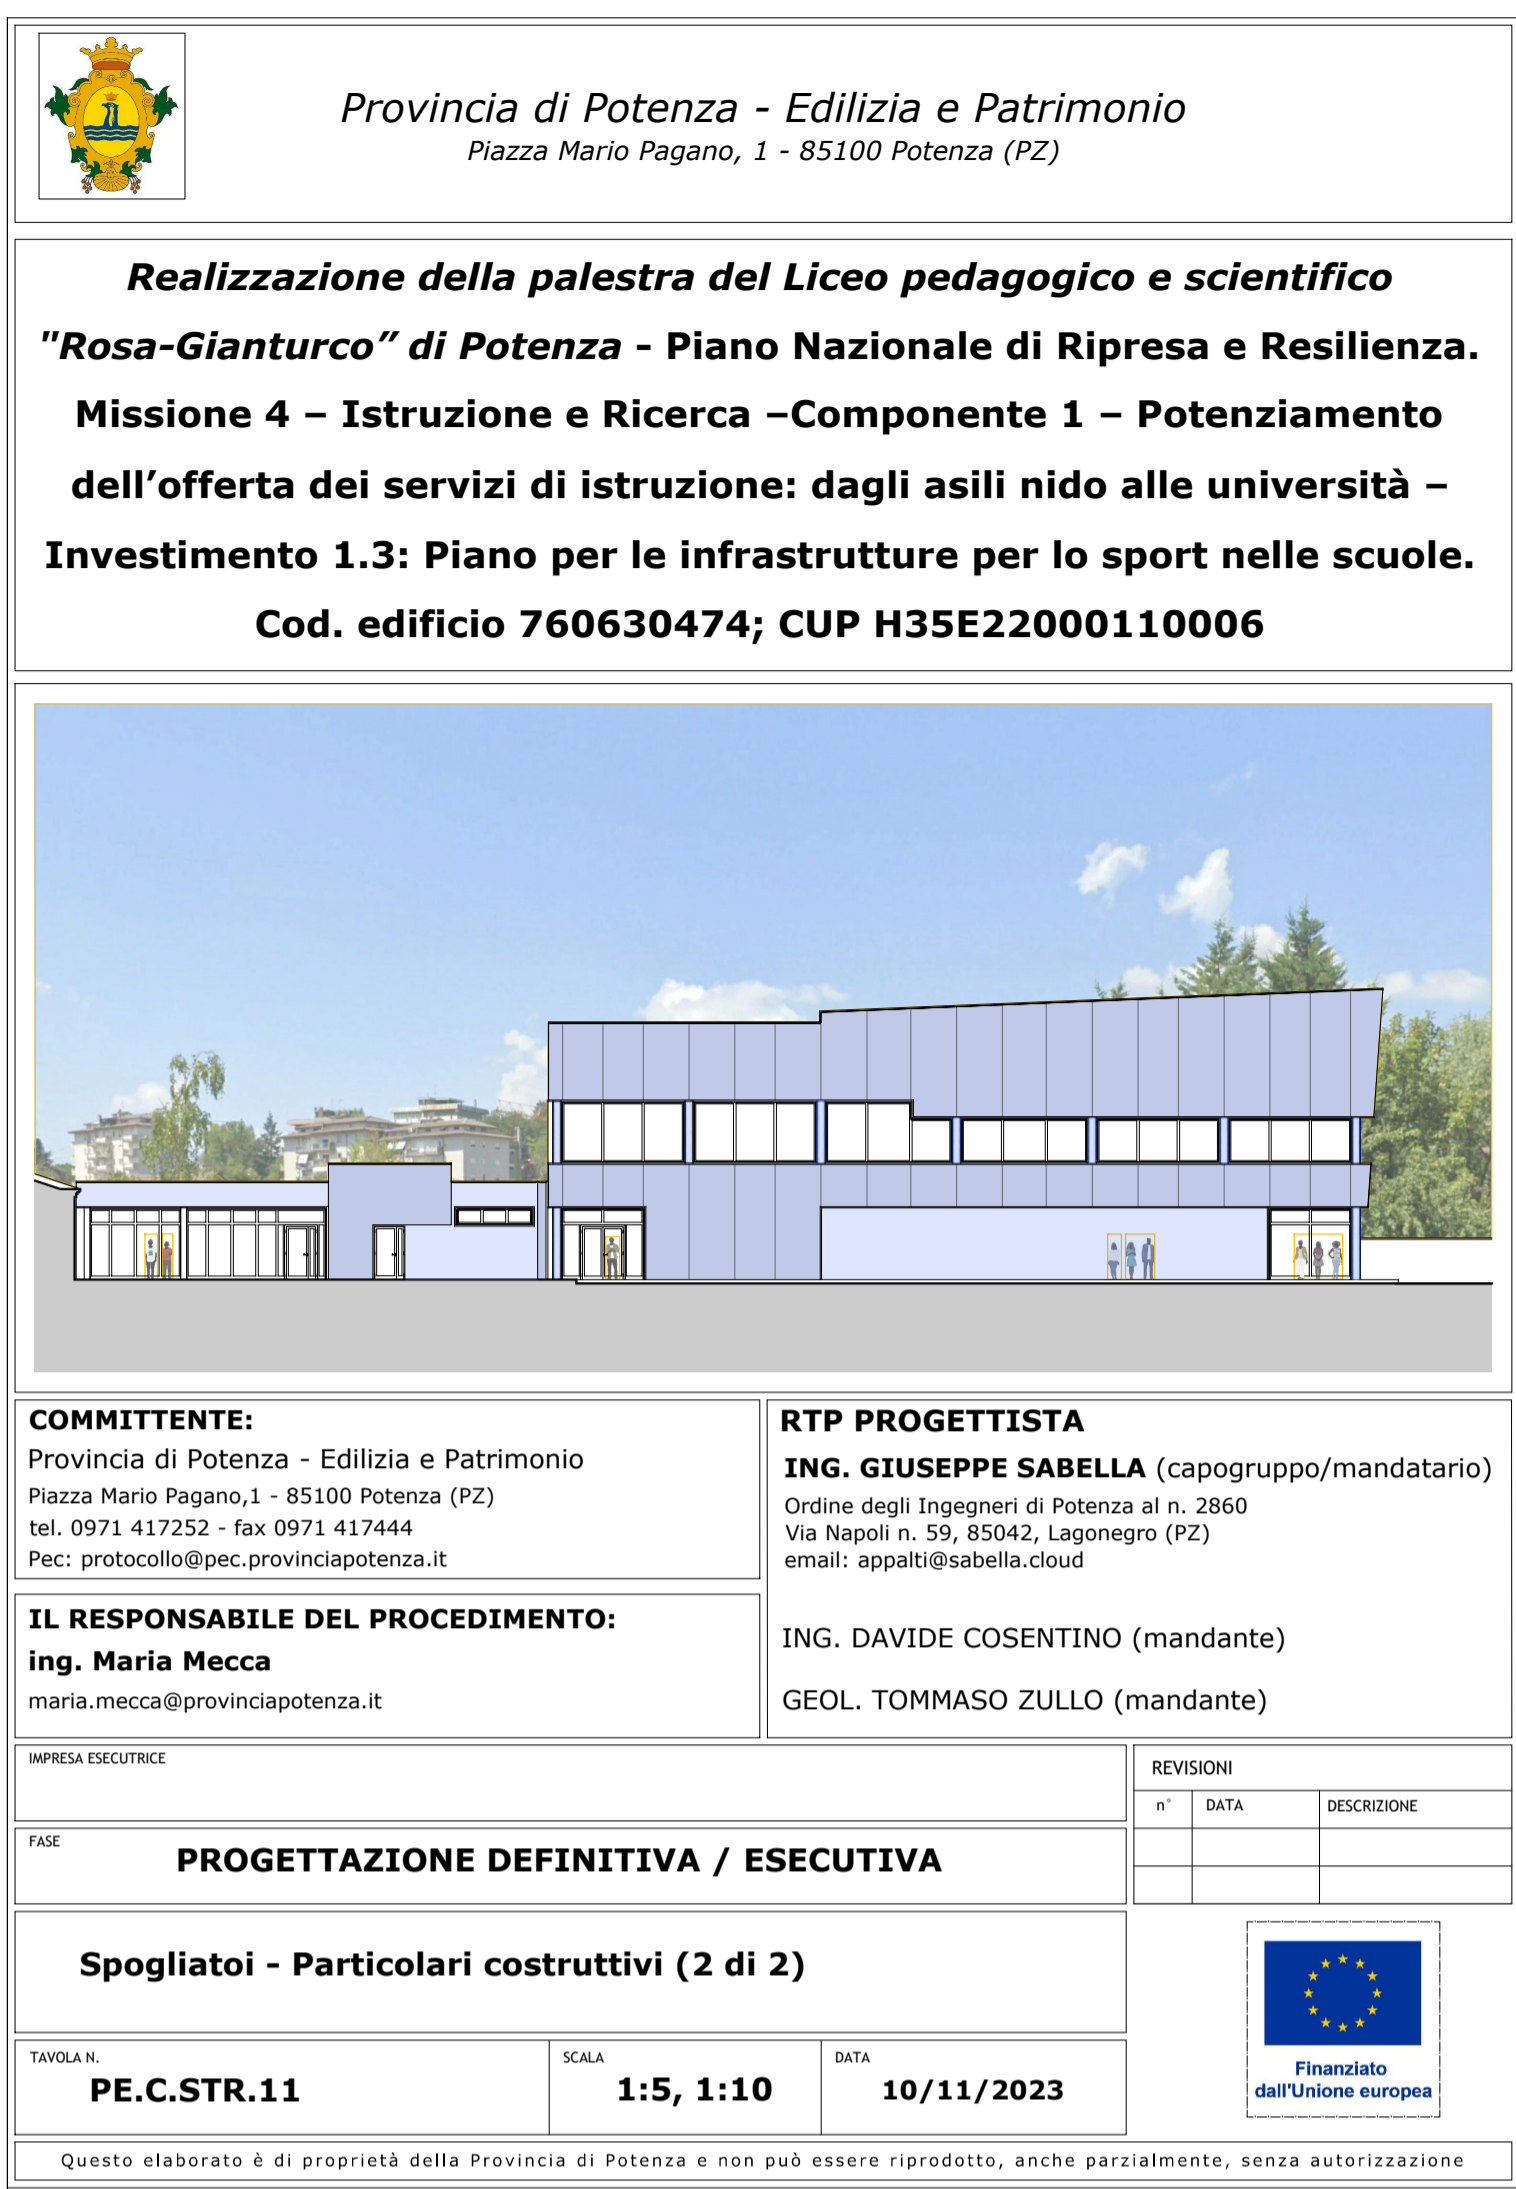 Provincia di Potenza - Edilizia e Patrimonio
Piazza Mario Pagano, 1 - 85100 Potenza (PZ)
Realizzazione della palestra del Liceo pedagogico e scientifico
"Rosa-Gianturco” di Potenza - Piano Nazionale di Ripresa e Resilienza.
Missione 4 – Istruzione e Ricerca –Componente 1 – Potenziamento
dell’offerta dei servizi di istruzione: dagli asili nido alle università –
Investimento 1.3: Piano per le infrastrutture per lo sport nelle scuole.
Cod. edificio 760630474; CUP H35E22000110006
COMMITTENTE:
Provincia di Potenza - Edilizia e Patrimonio
Piazza Mario Pagano,1 - 85100 Potenza (PZ)
tel. 0971 417252 - fax 0971 417444
Pec: protocollo@pec.provinciapotenza.it
IL RESPONSABILE DEL PROCEDIMENTO:
ing. Maria Mecca
maria.mecca@provinciapotenza.it
RTP PROGETTISTA
ING. GIUSEPPE SABELLA (capogruppo/mandatario)
Ordine degli Ingegneri di Potenza al n. 2860
Via Napoli n. 59, 85042, Lagonegro (PZ)
email: appalti@sabella.cloud
ING. DAVIDE COSENTINO (mandante)
GEOL. TOMMASO ZULLO (mandante)
IMPRESA ESECUTRICE
REVISIONI
n° DATA DESCRIZIONE
FASE
PROGETTAZIONE DEFINITIVA / ESECUTIVA
Spogliatoi - Particolari costruttivi (2 di 2)
TAVOLA N.
PE.C.STR.11
SCALA
1:5, 1:10
DATA
10/11/2023
Finanziato
dall'Unione europea
Questo elaborato è di proprietà della Provincia di Potenza e non può essere riprodotto, anche parzialmente, senza autorizzazione